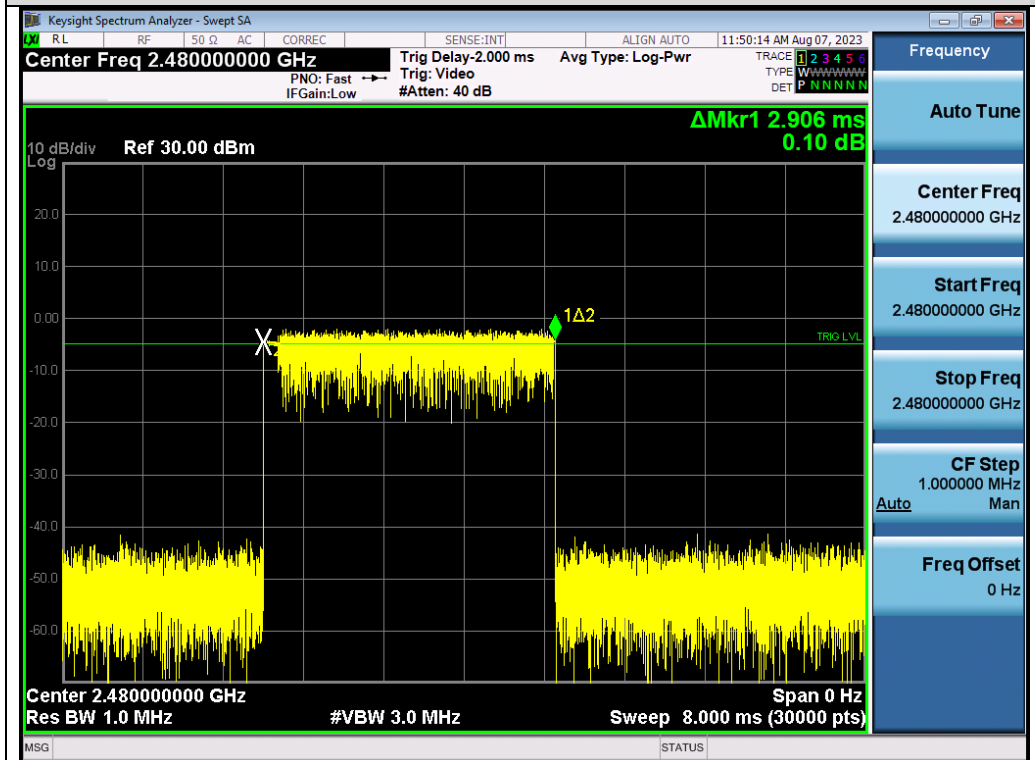 Keysight Spectrum Analyzer - Swept SA
LXI RL RF 50 Ω AC CORREC SENSE:INT ALIGN AUTO 11:50:14 AM Aug 07, 2023
Center Freq 2.480000000 GHz
PNO: Fast
IFGain:Low
Trig Delay-2.000 ms
Trig: Video
#Atten: 40 dB
Avg Type: Log-Pwr
TRACE 1 2 3 4 5 6
TYPE WWWWWW
DET P N N N N N
ΔMkr1 2.906 ms
0.10 dB
10 dB/div Ref 30.00 dBm
Log
20.0
10.0
0.00
-10.0
-20.0
-30.0
-40.0
-50.0
-60.0
1Δ2
TRIG LVL
Center 2.480000000 GHz Span 0 Hz
Res BW 1.0 MHz #VBW 3.0 MHz Sweep 8.000 ms (30000 pts)
MSG STATUS
Frequency
Auto Tune
Center Freq
2.480000000 GHz
Start Freq
2.480000000 GHz
Stop Freq
2.480000000 GHz
CF Step
1.000000 MHz
Auto Man
Freq Offset
0 Hz